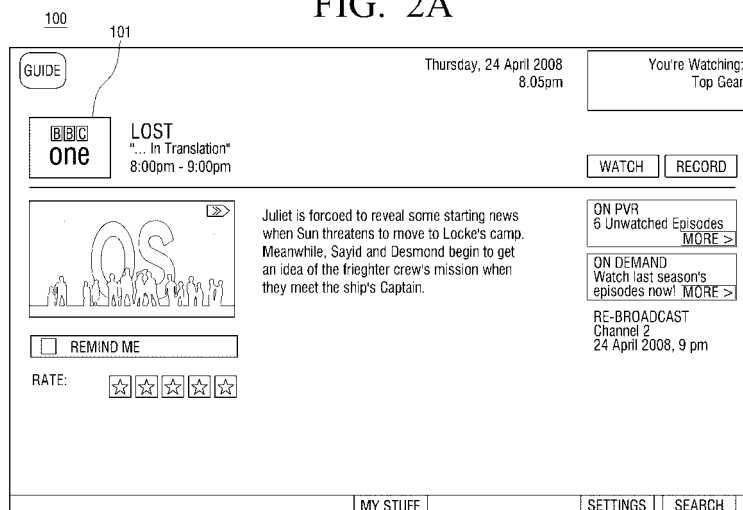 FIG. 2A
100
101
GUIDE
Thursday, 24 April 2008
8.05pm
You're Watching:
Top Gear
BBC
one
LOST
"... In Translation"
8:00pm - 9:00pm
WATCH
RECORD
OS
Juliet is forcoed to reveal some starting news
when Sun threatens to move to Locke's camp.
Meanwhile, Sayid and Desmond begin to get
an idea of the frieghter crew's mission when
they meet the ship's Captain.
ON PVR
6 Unwatched Episodes
MORE >
ON DEMAND
Watch last season's
episodes now! MORE >
RE-BROADCAST
Channel 2
24 April 2008, 9 pm
REMIND ME
RATE:
MY STUFF
SETTINGS
SEARCH